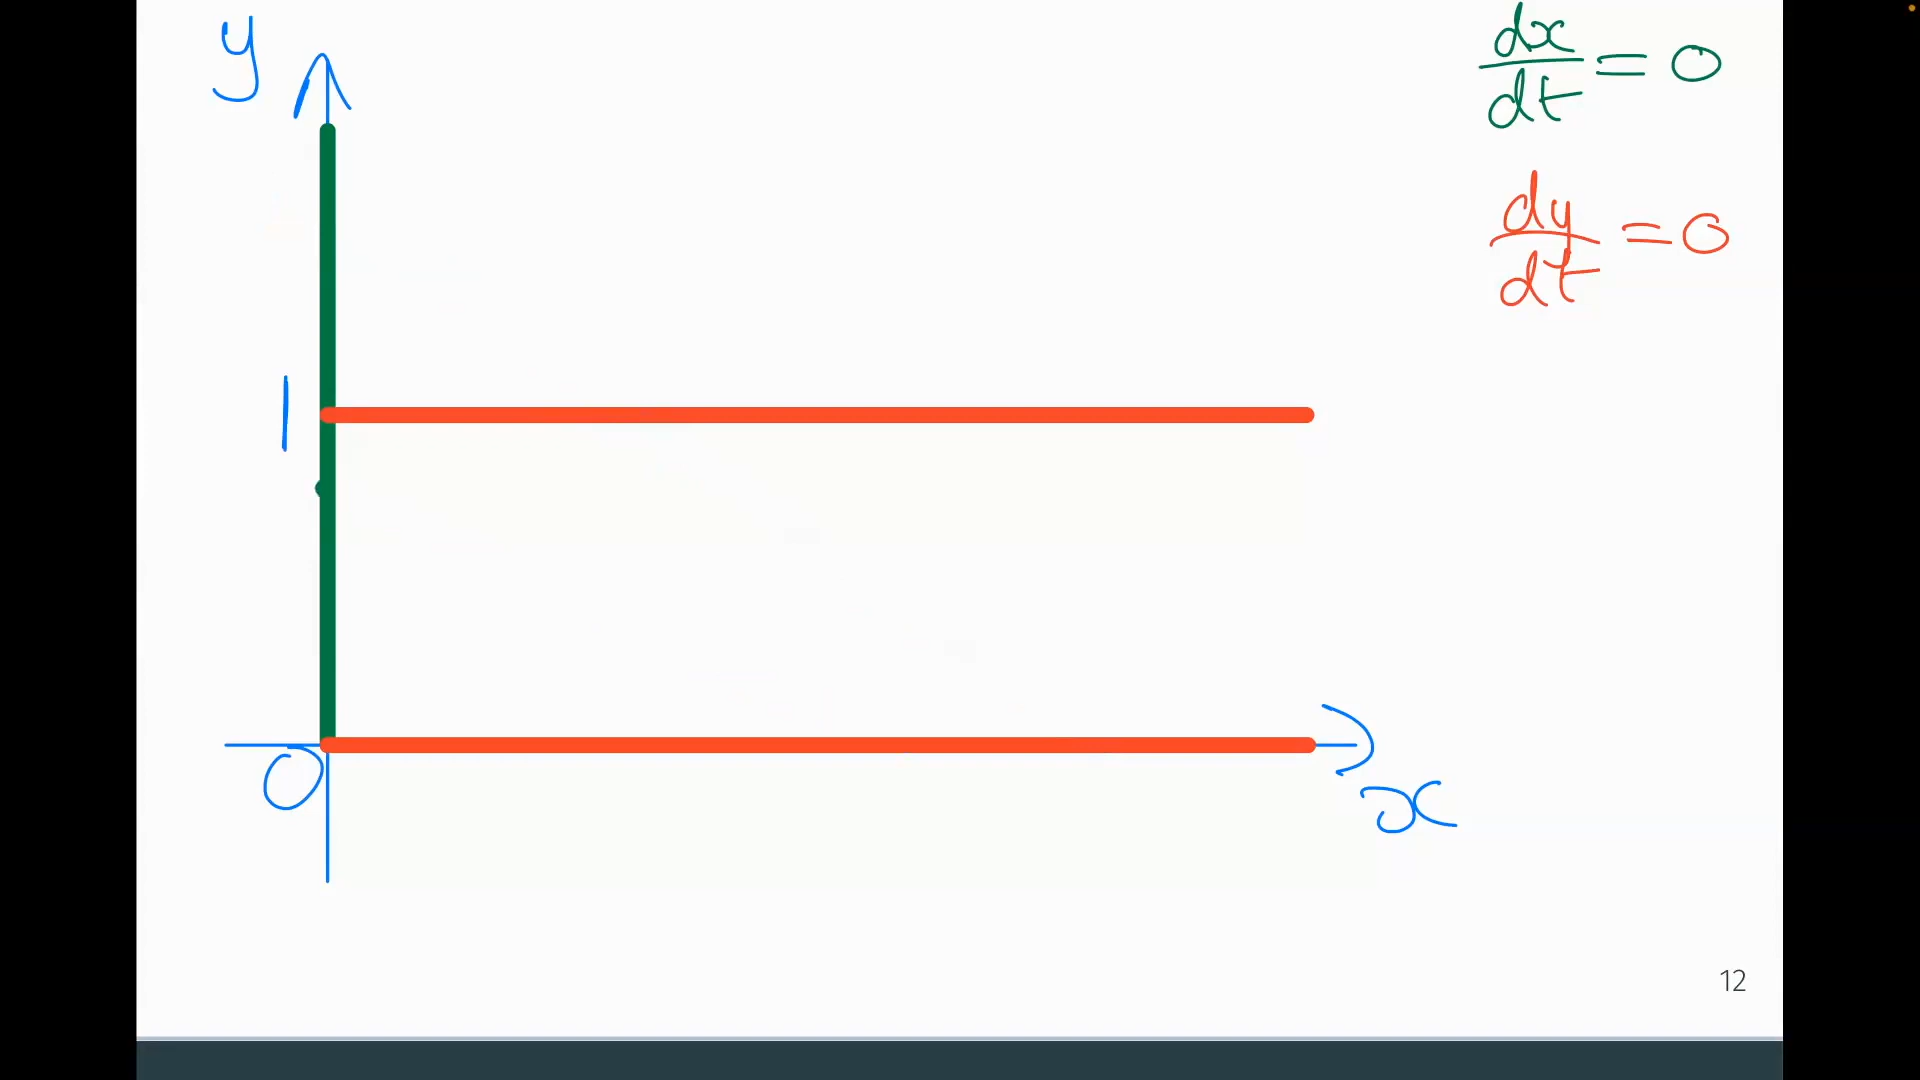 y
dx/dt = 0
dy/dt = 0
1
0
x
12